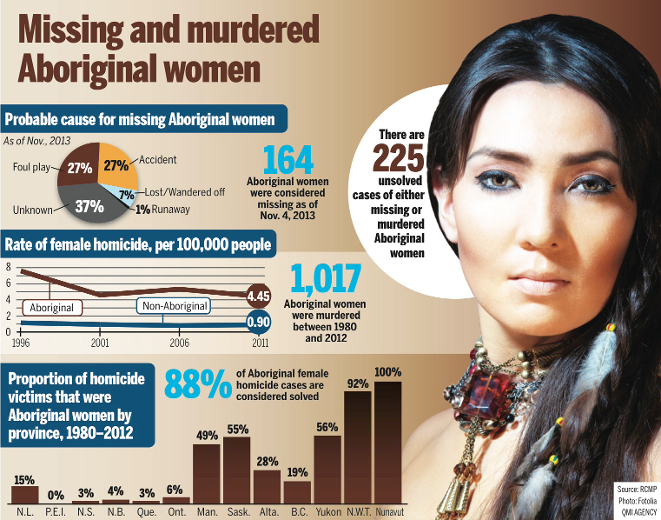 Missing and murdered
Aboriginal women
Probable cause for missing Aboriginal women
As of Nov., 2013
Foul play
27%
27%
Accident
7%
Lost/Wandered off
Unknown
37%
1% Runaway
164
Aboriginal women
were considered
missing as of
Nov. 4, 2013
There are
225
unsolved
cases of either
missing or
murdered
Aboriginal
women
Rate of female homicide, per 100,000 people
8
6
4
2
0
Aboriginal
Non-Aboriginal
4.45
0.90
1996
2001
2006
2011
1,017
Aboriginal women
were murdered
between 1980
and 2012
Proportion of homicide
victims that were
Aboriginal women by
province, 1980–2012
88%
of Aboriginal female
homicide cases are
considered solved
15%
0%
3%
4%
3%
6%
49%
55%
28%
19%
56%
92%
100%
N.L.
P.E.I.
N.S.
N.B.
Que.
Ont.
Man.
Sask.
Alta.
B.C.
Yukon
N.W.T.
Nunavut
Source: RCMP
Photo: Fotolia
QMI AGENCY